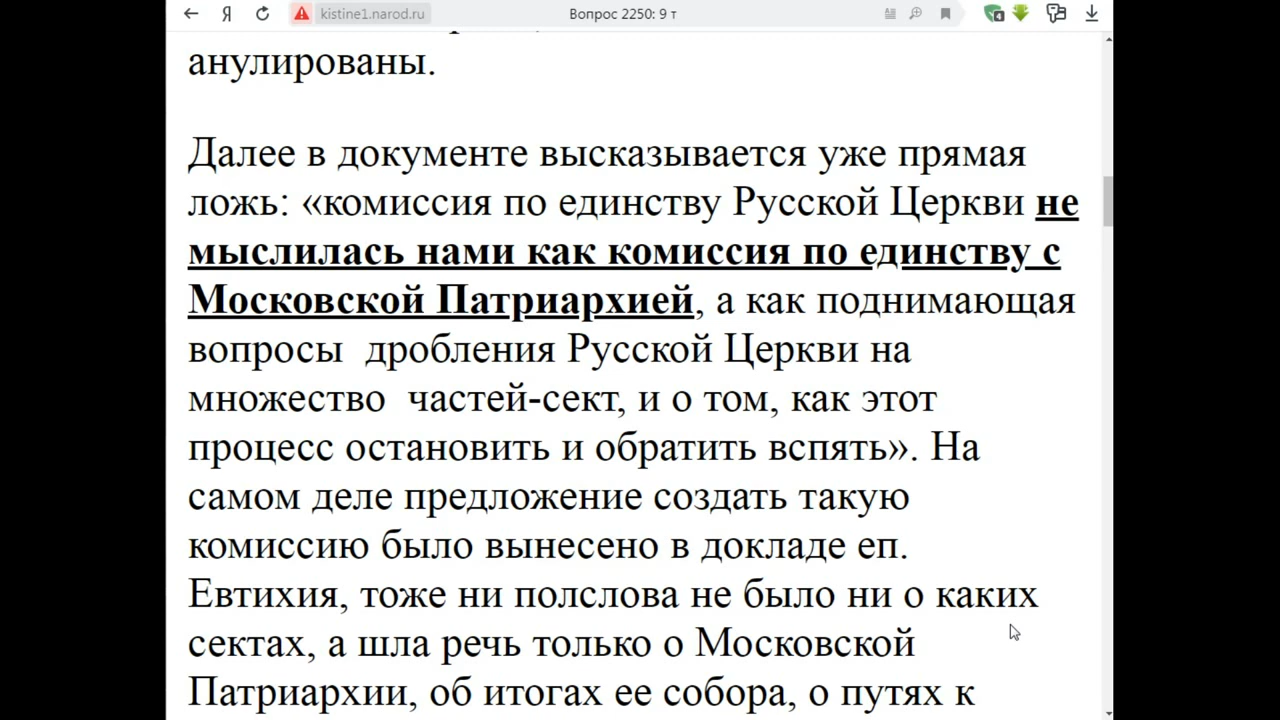 kistine1.narod.ru
Вопрос 2250: 9 т
анулированы.
Далее в документе высказывается уже прямая
ложь: «комиссия по единству Русской Церкви не
мыслилась нами как комиссия по единству с
Московской Патриархией, а как поднимающая
вопросы дробления Русской Церкви на
множество частей-сект, и о том, как этот
процесс остановить и обратить вспять». На
самом деле предложение создать такую
комиссию было вынесено в докладе еп.
Евтихия, тоже ни полслова не было ни о каких
сектах, а шла речь только о Московской
Патриархии, об итогах ее собора, о путях к